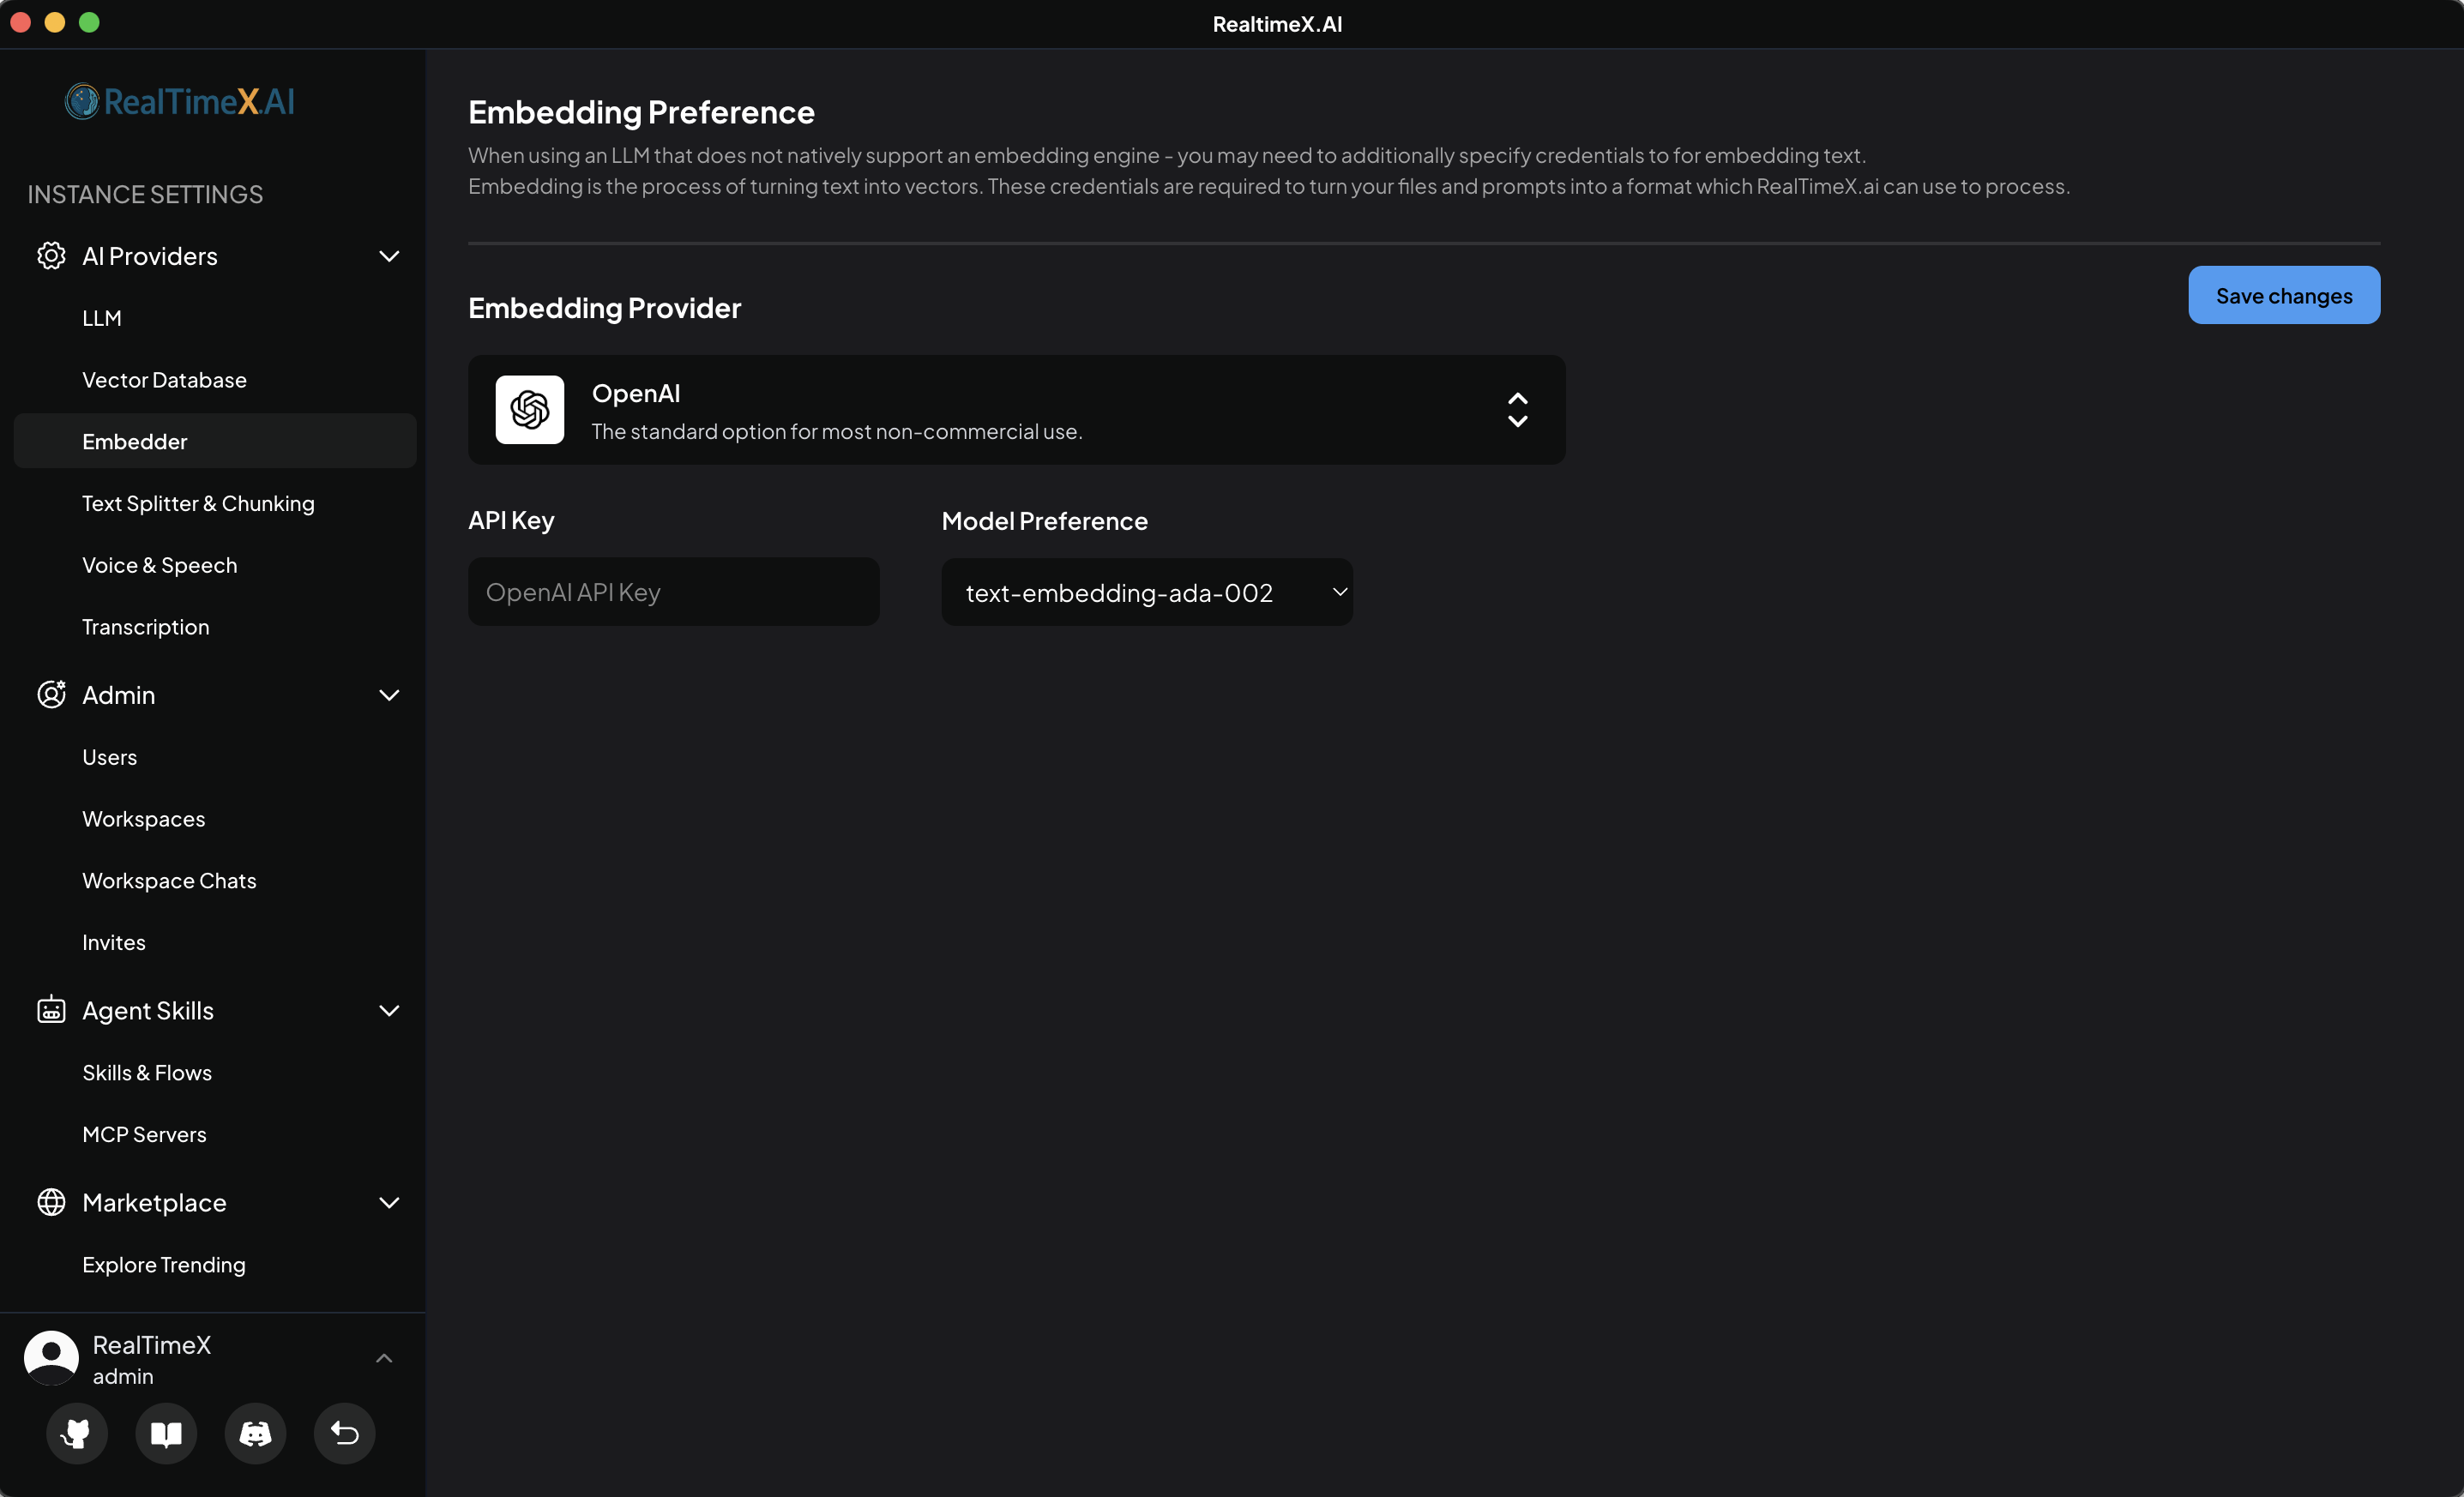 RealtimeX.AI
RealTimeX.AI
INSTANCE SETTINGS
AI Providers
LLM
Vector Database
Embedder
Text Splitter & Chunking
Voice & Speech
Transcription
Admin
Users
Workspaces
Workspace Chats
Invites
Agent Skills
Skills & Flows
MCP Servers
Marketplace
Explore Trending
RealTimeX
admin
Embedding Preference
When using an LLM that does not natively support an embedding engine - you may need to additionally specify credentials to for embedding text.
Embedding is the process of turning text into vectors. These credentials are required to turn your files and prompts into a format which RealTimeX.ai can use to process.
Save changes
Embedding Provider
OpenAI
The standard option for most non-commercial use.
API Key
OpenAI API Key
Model Preference
text-embedding-ada-002